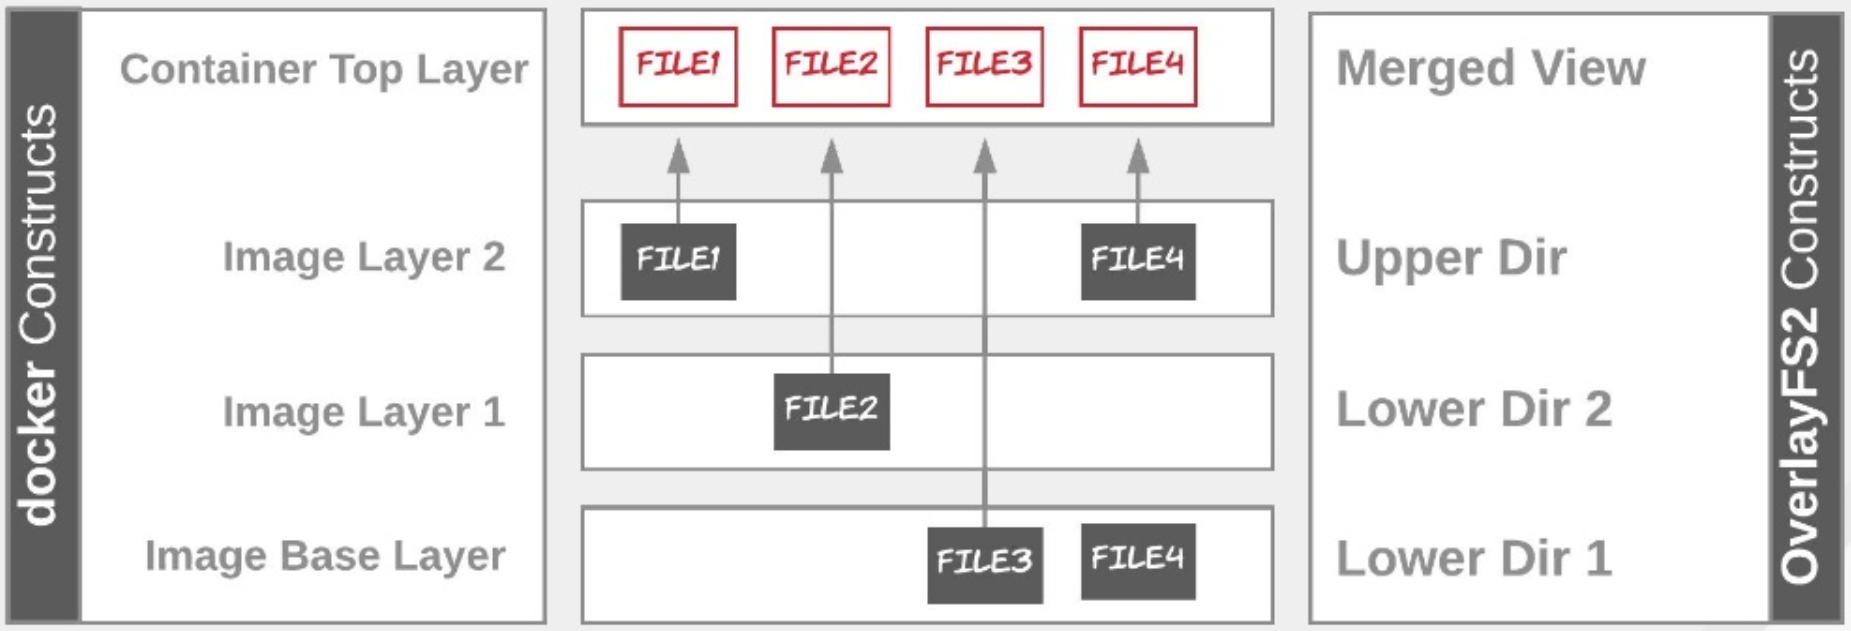 docker Constructs
Container Top Layer
FILE1 FILE2 FILE3 FILE4
Merged View
Image Layer 2
FILE1 FILE4
Upper Dir
Image Layer 1
FILE2
Lower Dir 2
Image Base Layer
FILE3 FILE4
Lower Dir 1
OverlayFS2 Constructs